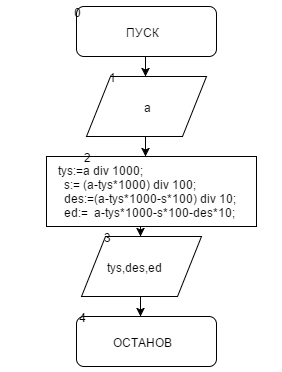 0
ПУСК
1
a
2
tys:=a div 1000;
s:= (a-tys*1000) div 100;
des:=(a-tys*1000-s*100) div 10;
ed:= a-tys*1000-s*100-des*10;
3
tys,des,ed
4
ОСТАНОВ